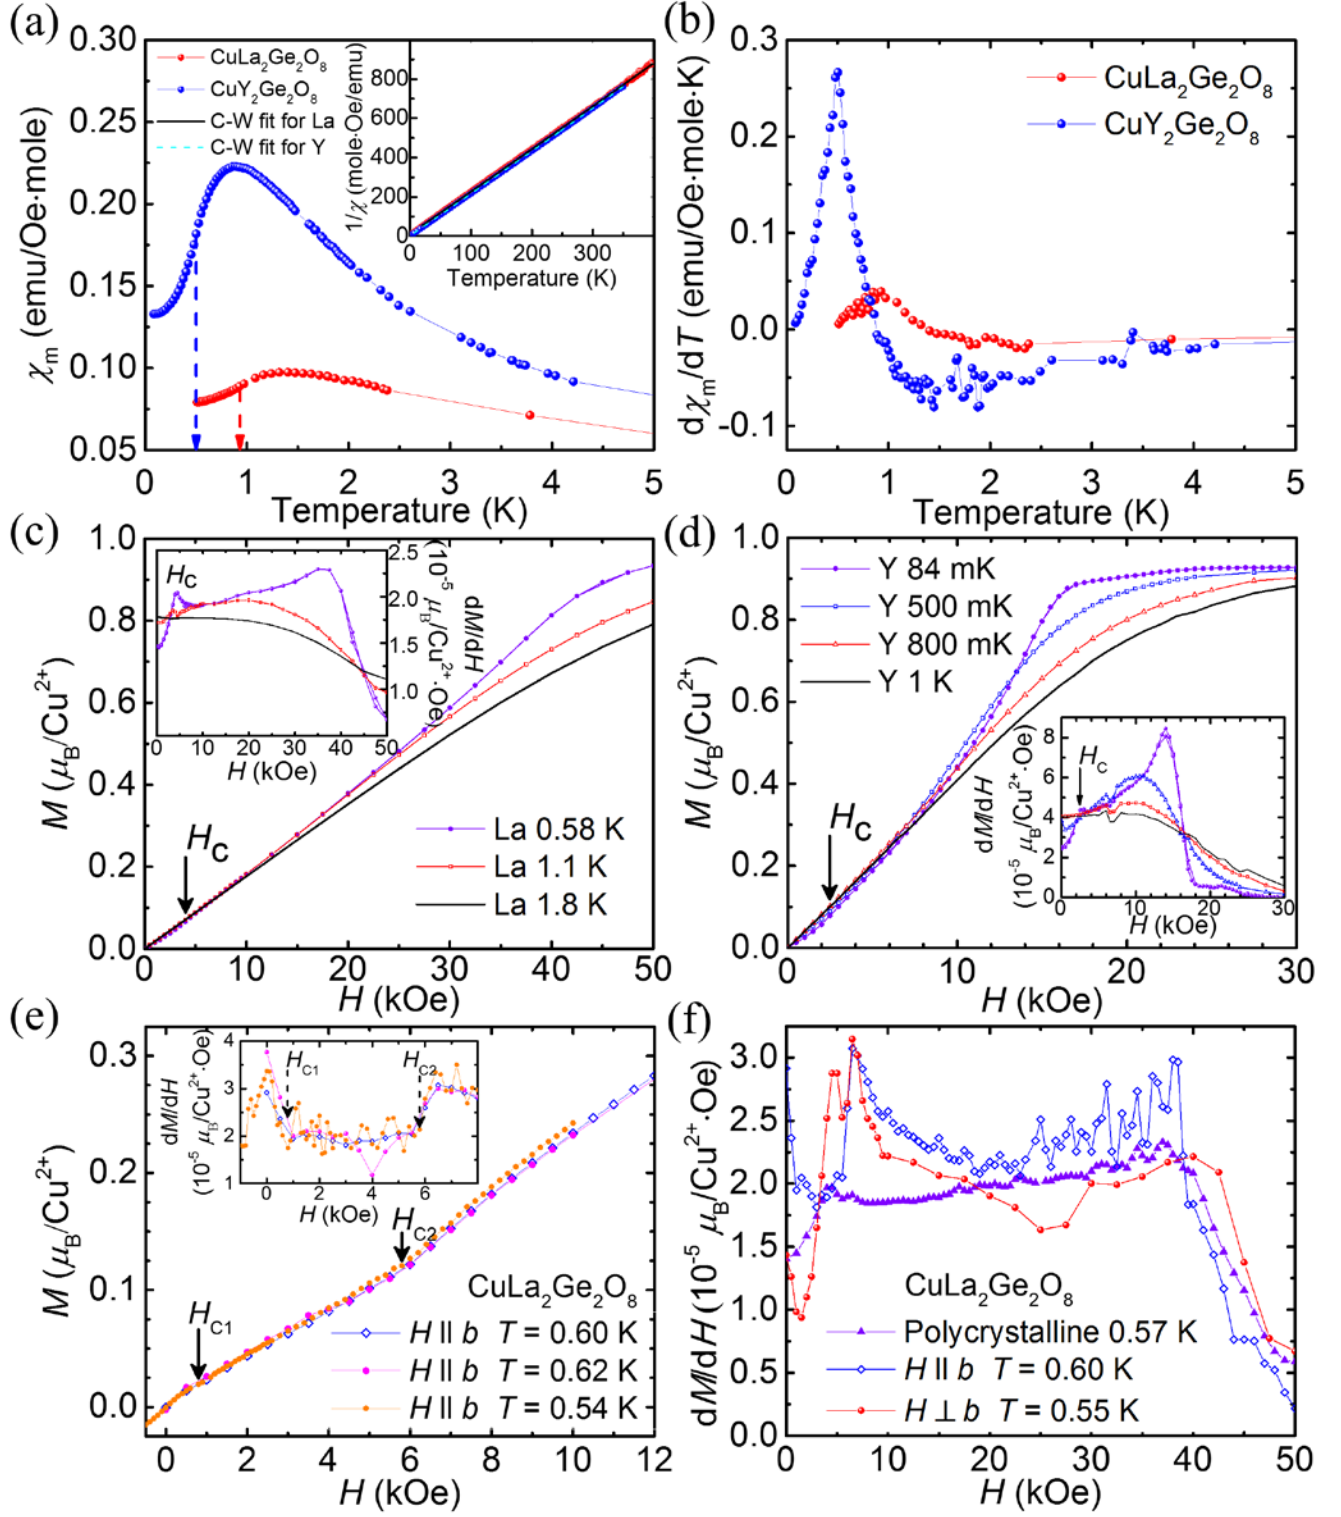 (a)
0.30
0.25
0.20
0.15
0.10
0.05
χm (emu/Oe·mole)
CuLa2Ge2O8
CuY2Ge2O8
C-W fit for La
C-W fit for Y
800
600
400
200
0
1/χ (mole·Oe/emu)
0 100 200 300
Temperature (K)
0 1 2 3 4 5
Temperature (K)
(b)
0.3
0.2
0.1
0.0
-0.1
dχm/dT (emu/Oe·mole·K)
CuLa2Ge2O8
CuY2Ge2O8
0 1 2 3 4 5
Temperature (K)
(c)
1.0
0.8
0.6
0.4
0.2
0.0
M (μB/Cu2+)
HC
2.5
2.0
1.5
1.0
dM/dH
(10-5 μB/Cu2+·Oe)
0 10 20 30 40 50
H (kOe)
HC
La 0.58 K
La 1.1 K
La 1.8 K
0 10 20 30 40 50
H (kOe)
(d)
1.0
0.8
0.6
0.4
0.2
0.0
M (μB/Cu2+)
Y 84 mK
Y 500 mK
Y 800 mK
Y 1 K
HC
8
6
4
2
0
dM/dH
(10-5 μB/Cu2+·Oe)
HC
0 10 20 30
H (kOe)
0 10 20 30
H (kOe)
(e)
0.3
0.2
0.1
0.0
M (μB/Cu2+)
4
3
2
1
dM/dH
(10-5 μB/Cu2+·Oe)
HC1
HC2
0 2 4 6
H (kOe)
HC1
HC2
CuLa2Ge2O8
H ll b T = 0.60 K
H ll b T = 0.62 K
H ll b T = 0.54 K
0 2 4 6 8 10 12
H (kOe)
(f)
3.0
2.5
2.0
1.5
1.0
0.5
0.0
dM/dH (10-5 μB/Cu2+·Oe)
CuLa2Ge2O8
Polycrystalline 0.57 K
H ll b T = 0.60 K
H ⊥ b T = 0.55 K
0 10 20 30 40 50
H (kOe)